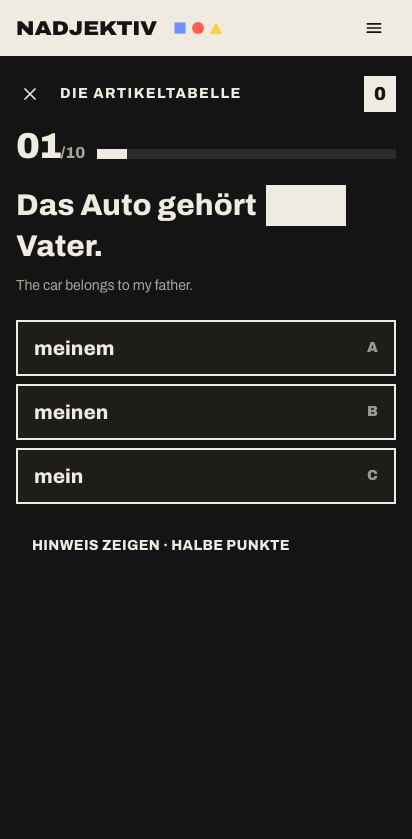 NADJEKTIV
DIE ARTIKELTABELLE
0
01/10
Das Auto gehört
Vater.
The car belongs to my father.
meinem A
meinen B
mein C
HINWEIS ZEIGEN · HALBE PUNKTE